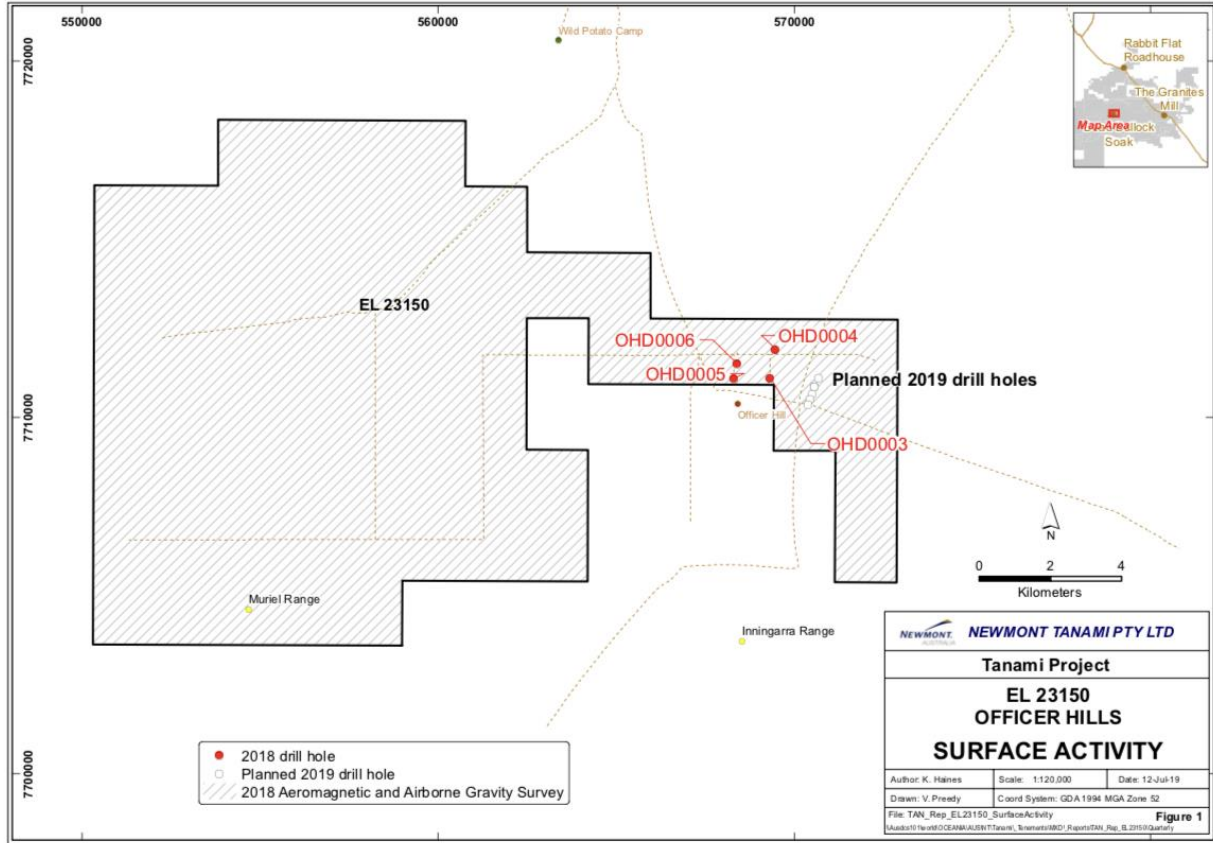 550000
560000
570000
7720000
7710000
7700000
Wild Potato Camp
Rabbit Flat
Roadhouse
The Granites
Mill
Map Area
Soak
EL 23150
OHD0006
OHD0004
OHD0005
Planned 2019 drill holes
Officer Hill
OHD0003
N
0 2 4
Kilometers
Muriel Range
Inningarra Range
2018 drill hole
Planned 2019 drill hole
2018 Aeromagnetic and Airborne Gravity Survey
NEWMONT.
AUSTRALIA
NEWMONT TANAMI PTY LTD
Tanami Project
EL 23150
OFFICER HILLS
SURFACE ACTIVITY
Author: K. Haines
Scale: 1:120,000
Date: 12-Jul-19
Drawn: V. Preedy
Coord System: GDA 1994 MGA Zone 52
File: TAN_Rep_EL23150_SurfaceActivity
Figure 1